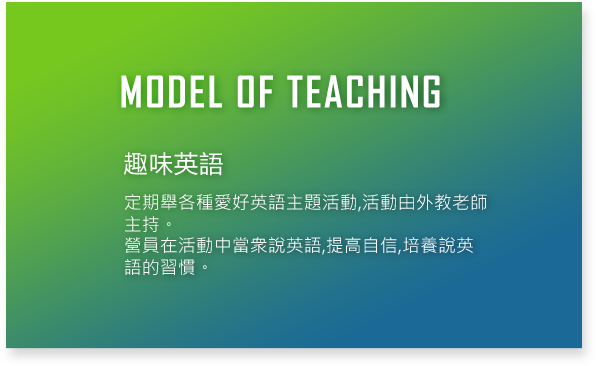 MODEL OF TEACHING
趣味英語
定期舉各種愛好英語主題活動,活動由外教老師
主持。
營員在活動中當衆說英語,提高自信,培養說英
語的習慣。